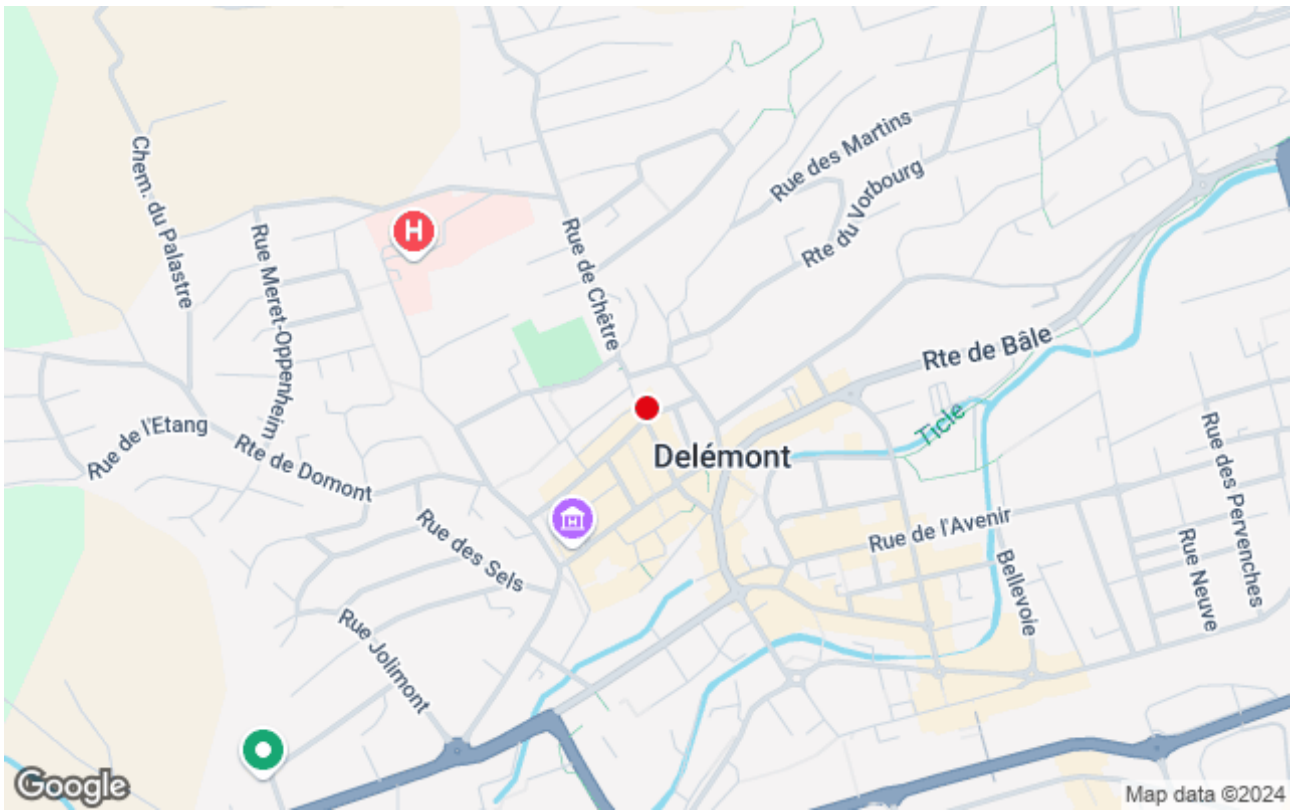 Chem. du Palastre
Rue Meret-Oppenheim
H
Rue de Chêtre
Rue des Martins
Rte du Vorbourg
Rte de Bâle
Rue de l'Etang
Rte de Domont
Delémont
Ticle
Rue des Pervenches
Rue des Sels
Rue de l'Avenir
Bellevoie
Rue Neuve
Rue Jolimont
Google
Map data ©2024